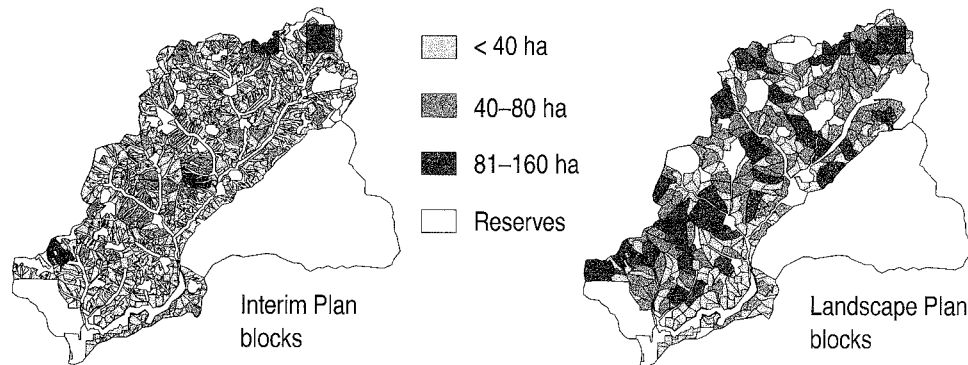 < 40 ha
40–80 ha
81–160 ha
Reserves
Interim Plan
blocks
Landscape Plan
blocks